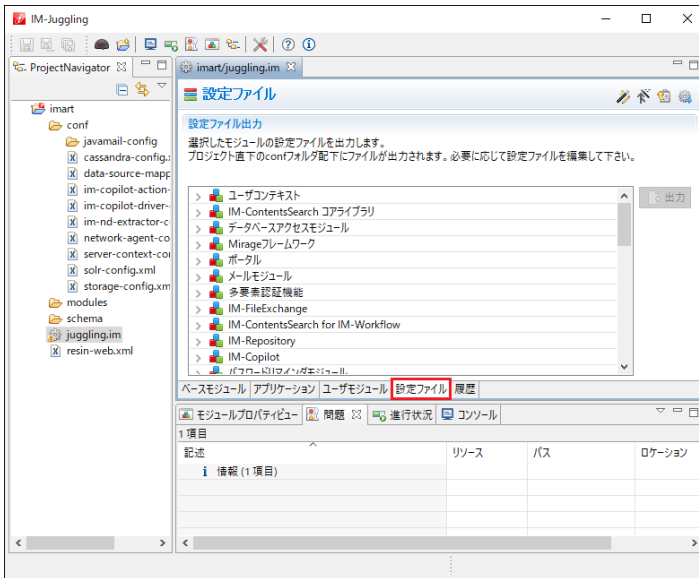 IM-Juggling
ProjectNavigator
imart
conf
javamail-config
cassandra-config.
data-source-mapp
im-copilot-action-
im-copilot-driver-
im-nd-extractor-c
network-agent-co
server-context-co
solr-config.xml
storage-config.xm
modules
schema
juggling.im
resin-web.xml
imart/juggling.im
設定ファイル
設定ファイル出力
選択したモジュールの設定ファイルを出力します。
プロジェクト直下のconfフォルダ配下にファイルが出力されます。必要に応じて設定ファイルを編集して下さい。
ユーザコンテキスト
IM-ContentsSearch コアライブラリ
データベースアクセスモジュール
Mirageフレームワーク
ポータル
メールモジュール
多要素認証機能
IM-FileExchange
IM-ContentsSearch for IM-Workflow
IM-Repository
IM-Copilot
パスワードリマインダモジュール
出力
ベースモジュール アプリケーション ユーザモジュール 設定ファイル 履歴
モジュールプロパティビュー 問題 進行状況 コンソール
1 項目
記述 リソース パス ロケーション
情報 (1 項目)